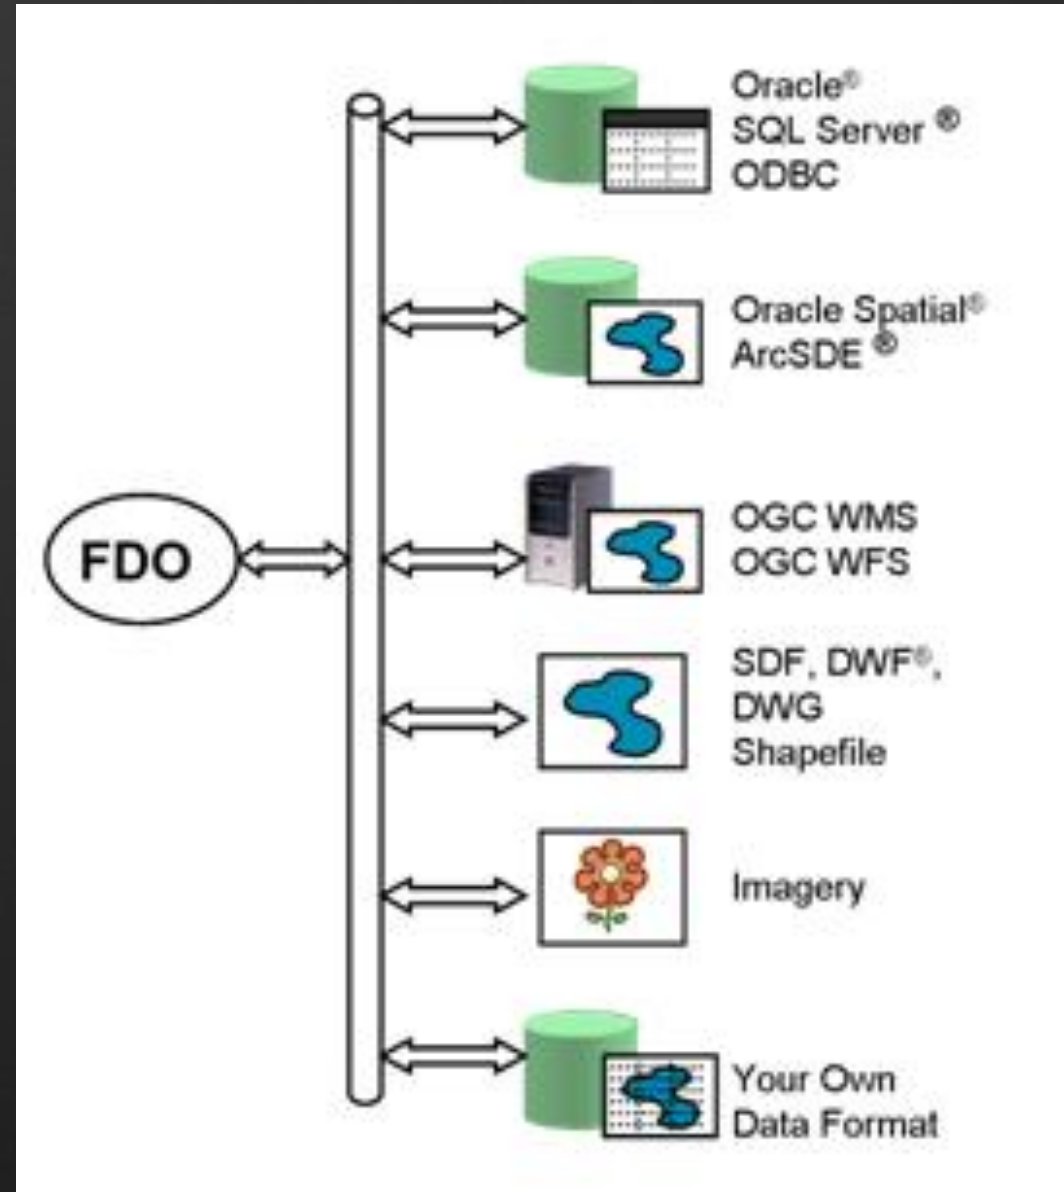 Oracle®
SQL Server ®
ODBC
Oracle Spatial®
ArcSDE ®
FDO
OGC WMS
OGC WFS
SDF, DWF®,
DWG
Shapefile
Imagery
Your Own
Data Format